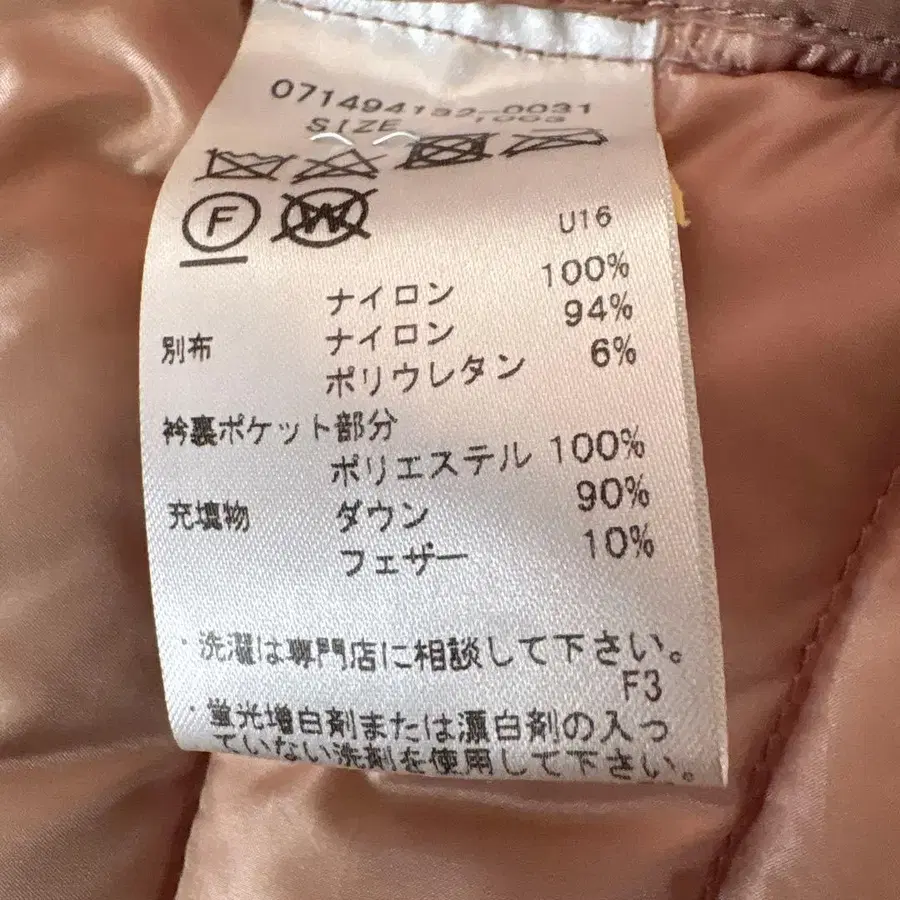 071494132-0031
SIZE
F W
U16
ナイロン 100%
別布 ナイロン 94%
ポリウレタン 6%
衿裏ポケット部分
ポリエステル 100%
充填物 ダウン 90%
フェザー 10%
・洗濯は専門店に相談して下さい。
F3
・蛍光増白剤または漂白剤の入っ
ていない洗剤を使用して下さい。